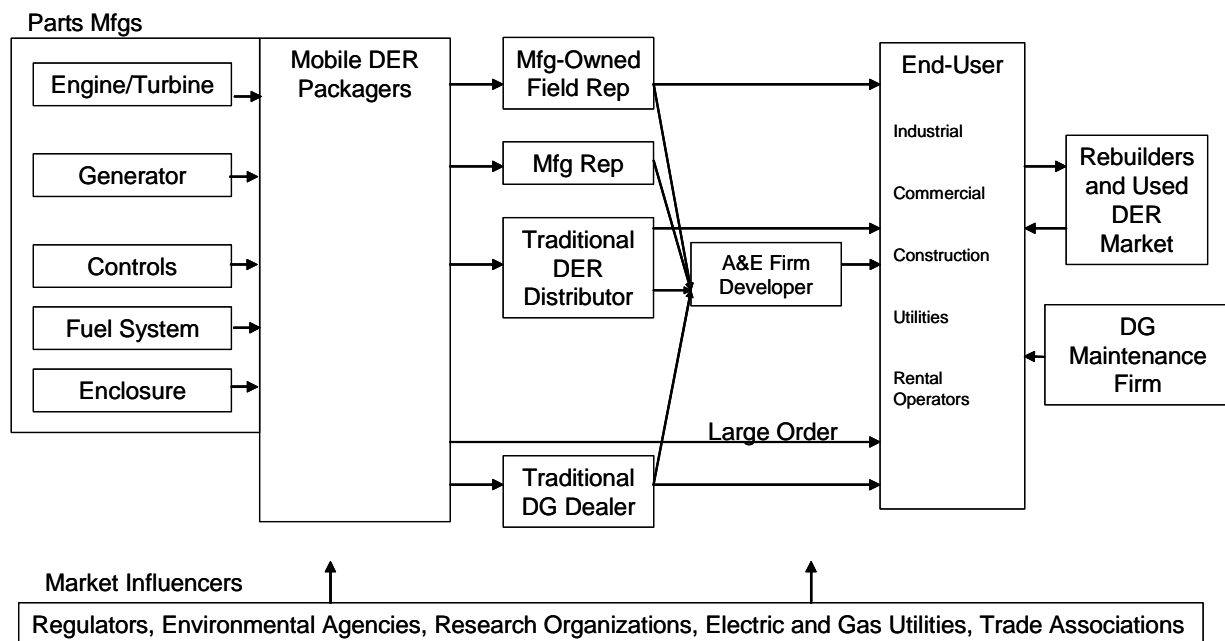 Parts Mfgs
Engine/Turbine
Generator
Controls
Fuel System
Enclosure
Mobile DER
Packagers
Mfg-Owned
Field Rep
Mfg Rep
Traditional
DER
Distributor
A&E Firm
Developer
Large Order
Traditional
DG Dealer
End-User
Industrial
Commercial
Construction
Utilities
Rental
Operators
Rebuilders
and Used
DER
Market
DG
Maintenance
Firm
Market Influencers
Regulators, Environmental Agencies, Research Organizations, Electric and Gas Utilities, Trade Associations